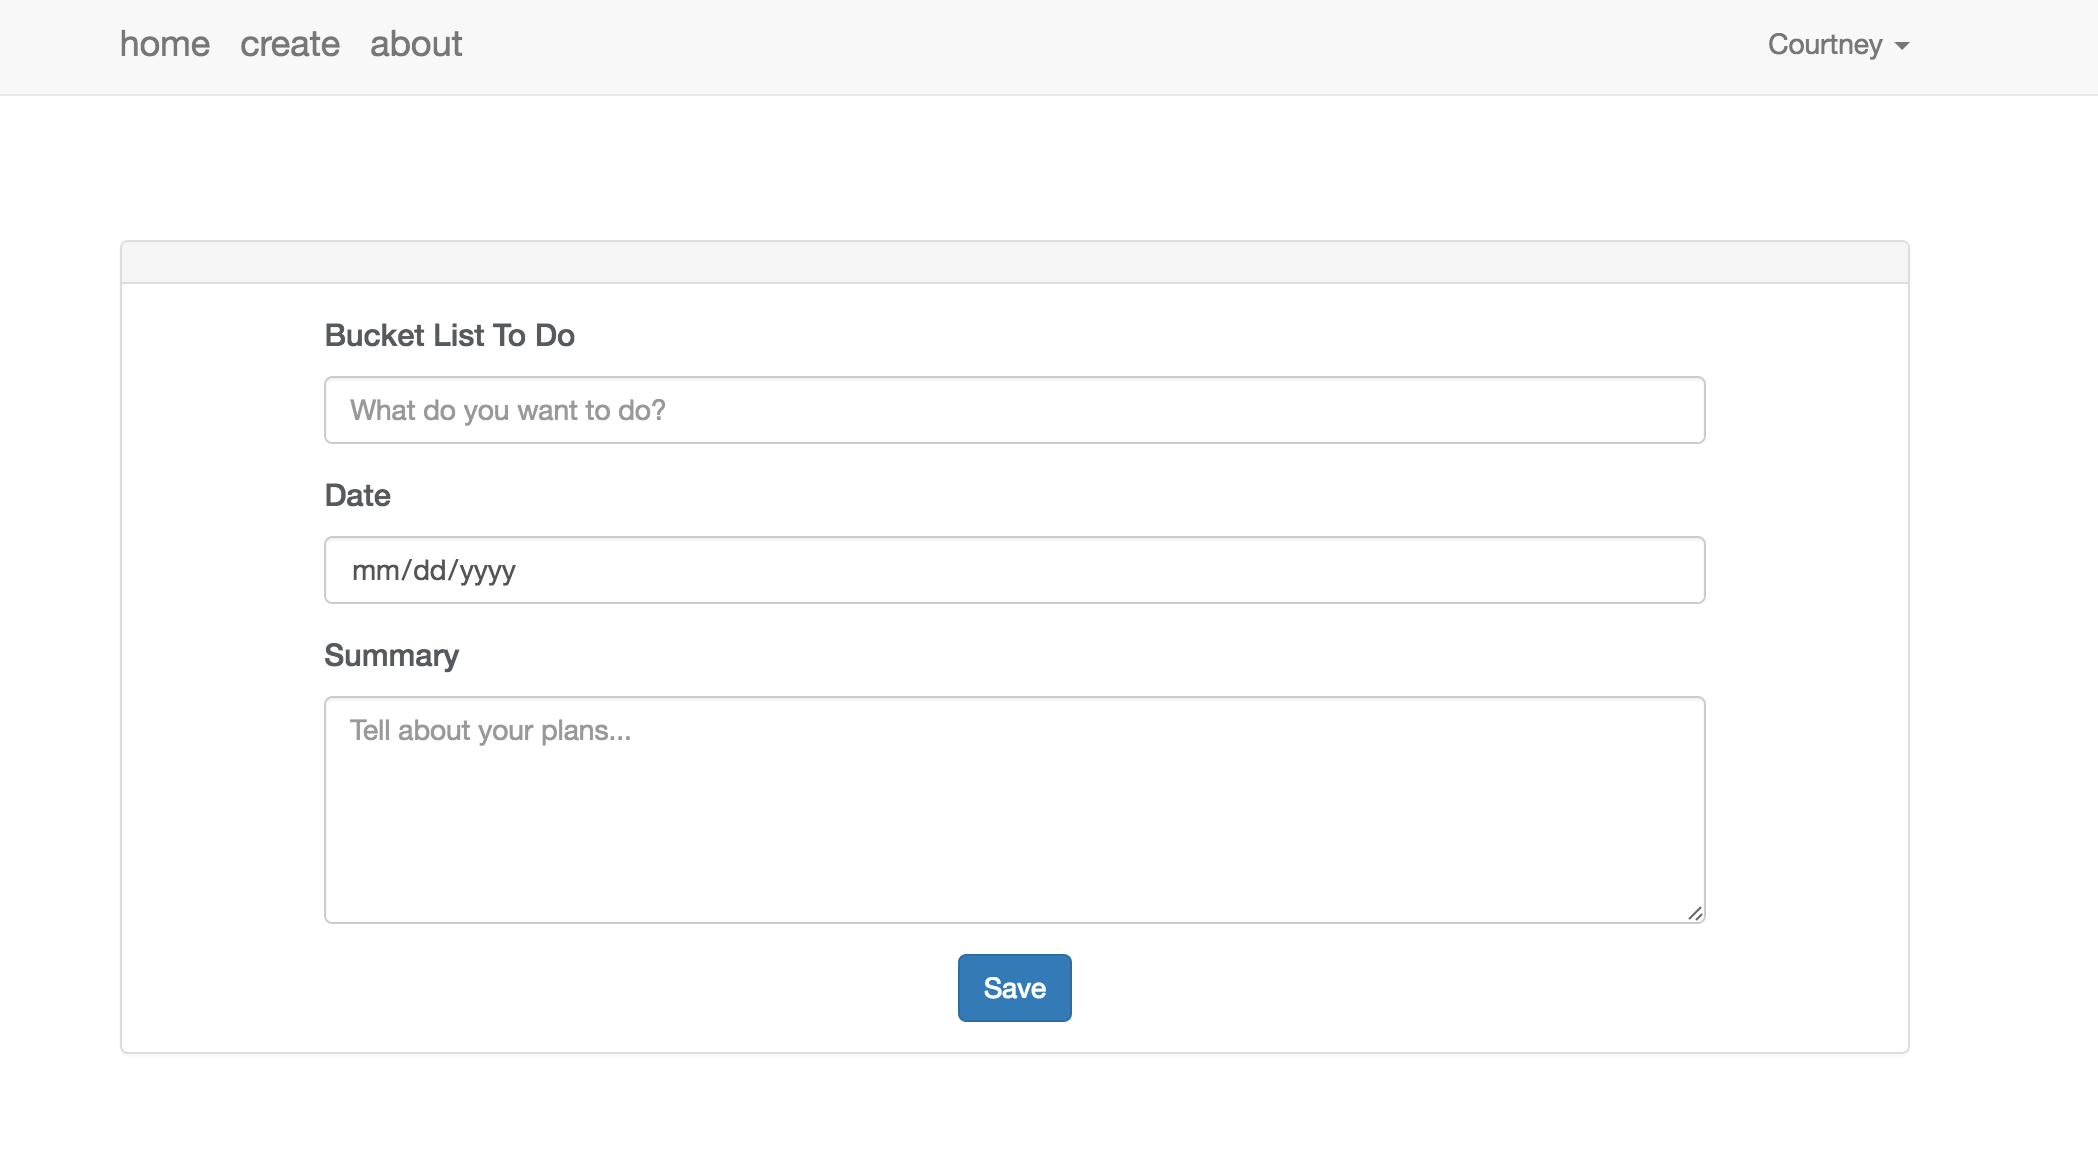 home create about Courtney
Bucket List To Do
What do you want to do?
Date
mm/dd/yyyy
Summary
Tell about your plans...
Save